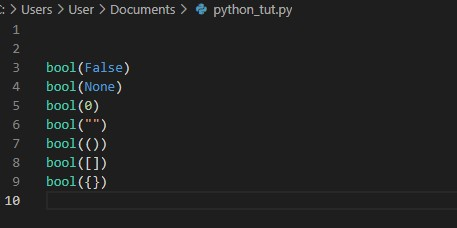 : > Users > User > Documents > python_tut.py
1
2
3 bool(False)
4 bool(None)
5 bool(0)
6 bool("")
7 bool(())
8 bool([])
9 bool({})
10